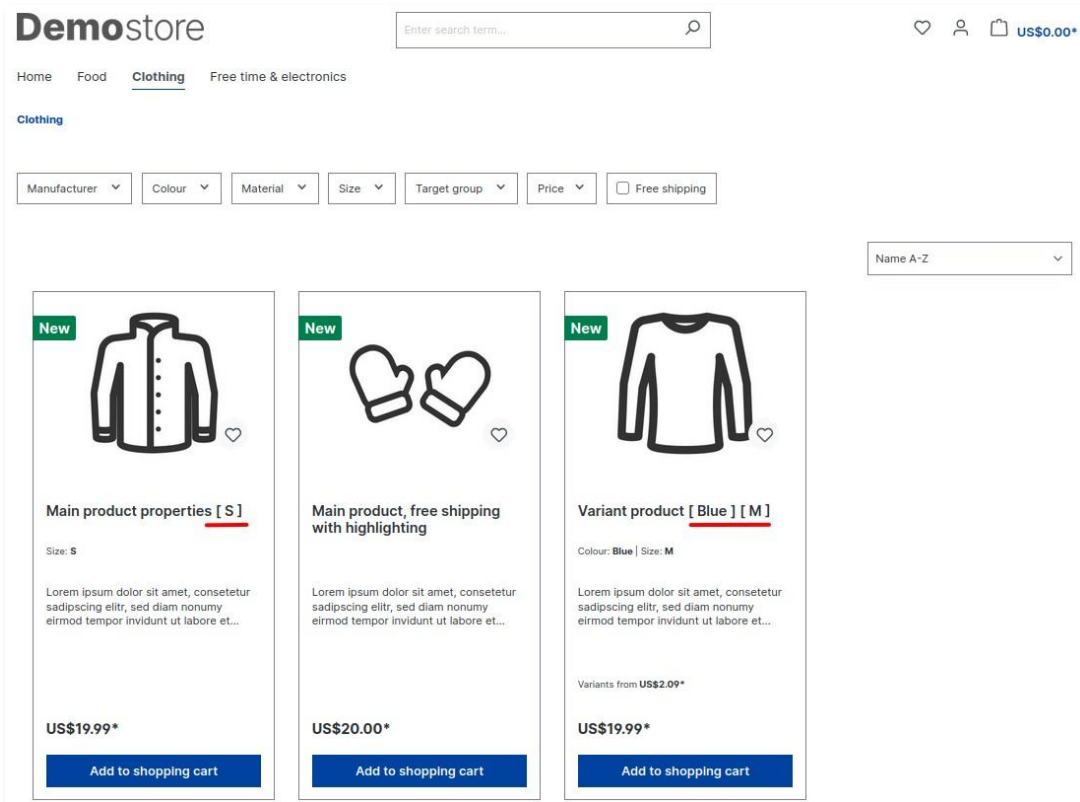 Demostore
Enter search term...
US$0.00*
Home Food Clothing Free time & electronics
Clothing
Manufacturer Colour Material Size Target group Price Free shipping
Name A-Z
New
Main product properties [ S ]
Size: S
Lorem ipsum dolor sit amet, consetetur
sadipscing elitr, sed diam nonumy
eirmod tempor invidunt ut labore et...
US$19.99*
Add to shopping cart
New
Main product, free shipping
with highlighting
Lorem ipsum dolor sit amet, consetetur
sadipscing elitr, sed diam nonumy
eirmod tempor invidunt ut labore et...
US$20.00*
Add to shopping cart
New
Variant product [ Blue ] [ M ]
Colour: Blue | Size: M
Lorem ipsum dolor sit amet, consetetur
sadipscing elitr, sed diam nonumy
eirmod tempor invidunt ut labore et...
Variants from US$2.09*
US$19.99*
Add to shopping cart